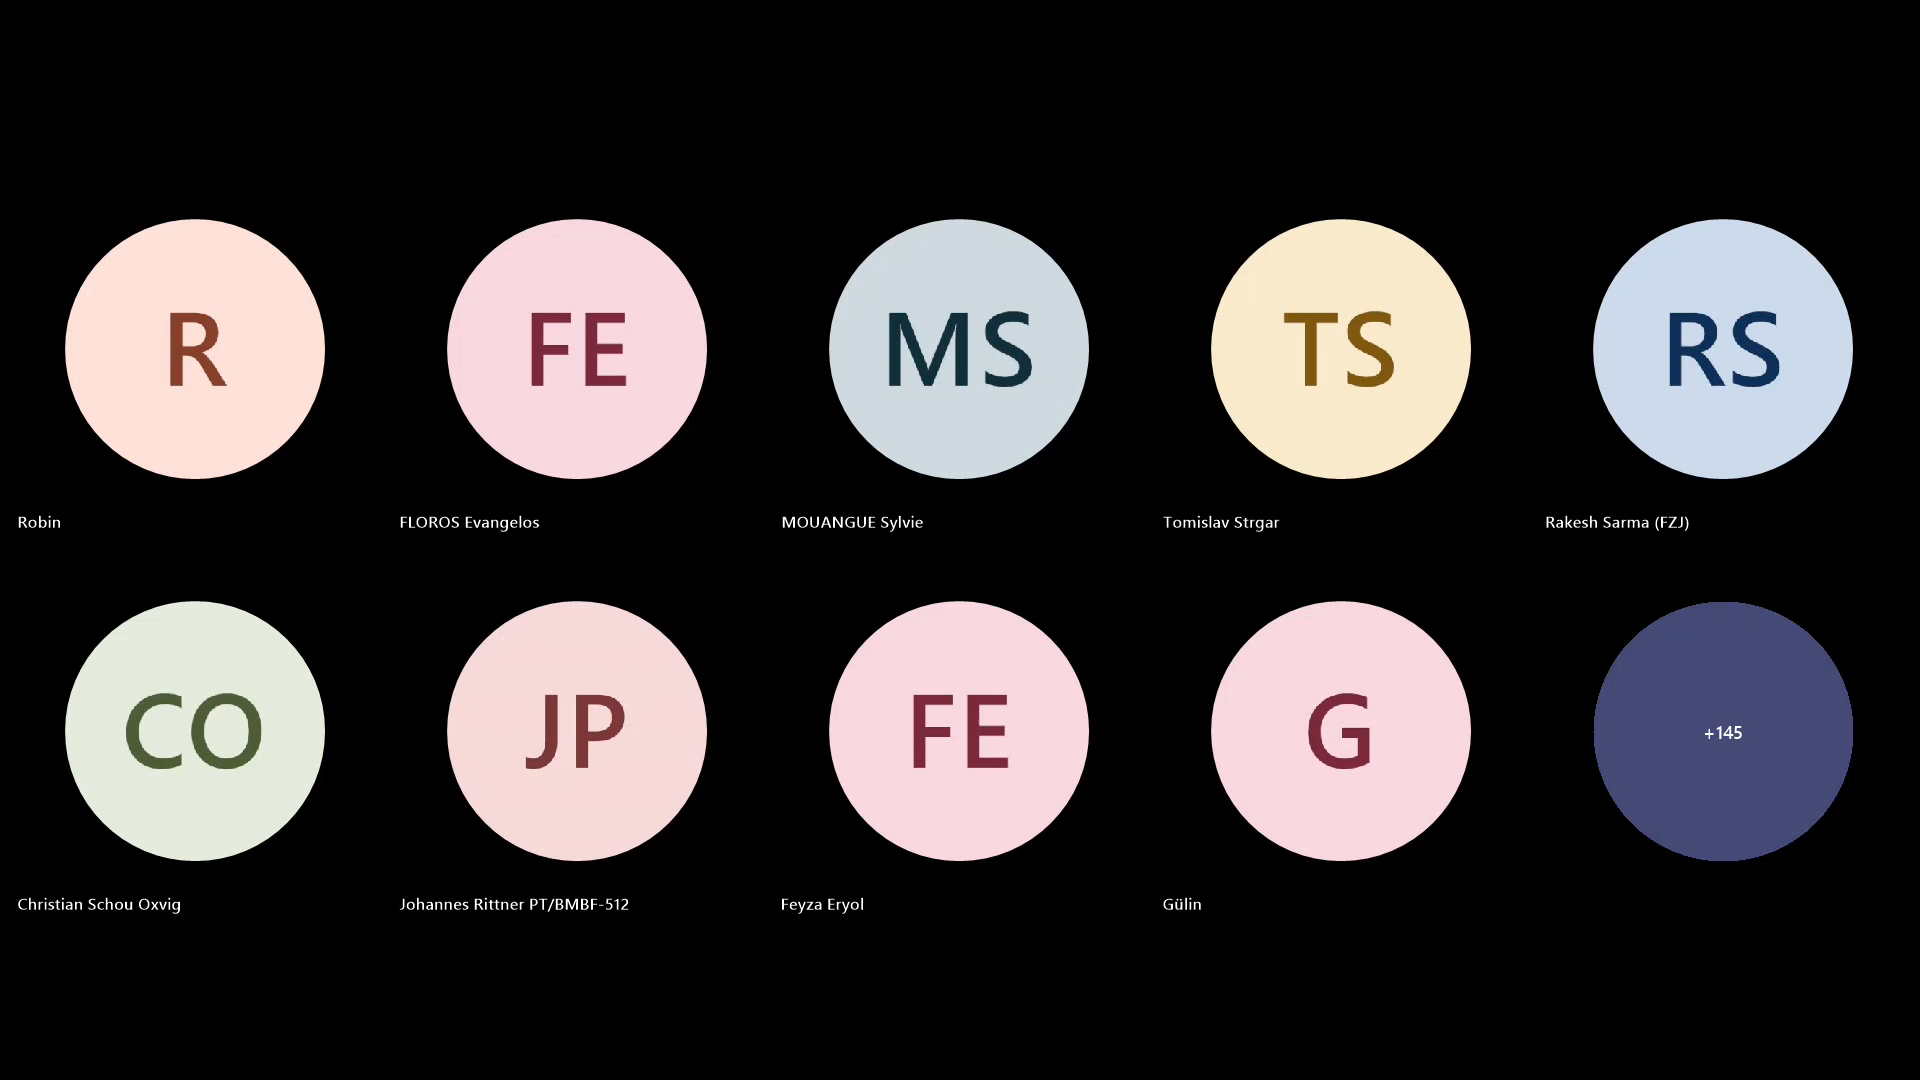 R
FE
MS
TS
RS
Robin
FLOROS Evangelos
MOUANGUE Sylvie
Tomislav Strgar
Rakesh Sarma (FZJ)
CO
JP
FE
G
+145
Christian Schou Oxvig
Johannes Rittner PT/BMBF-512
Feyza Eryol
Gülin